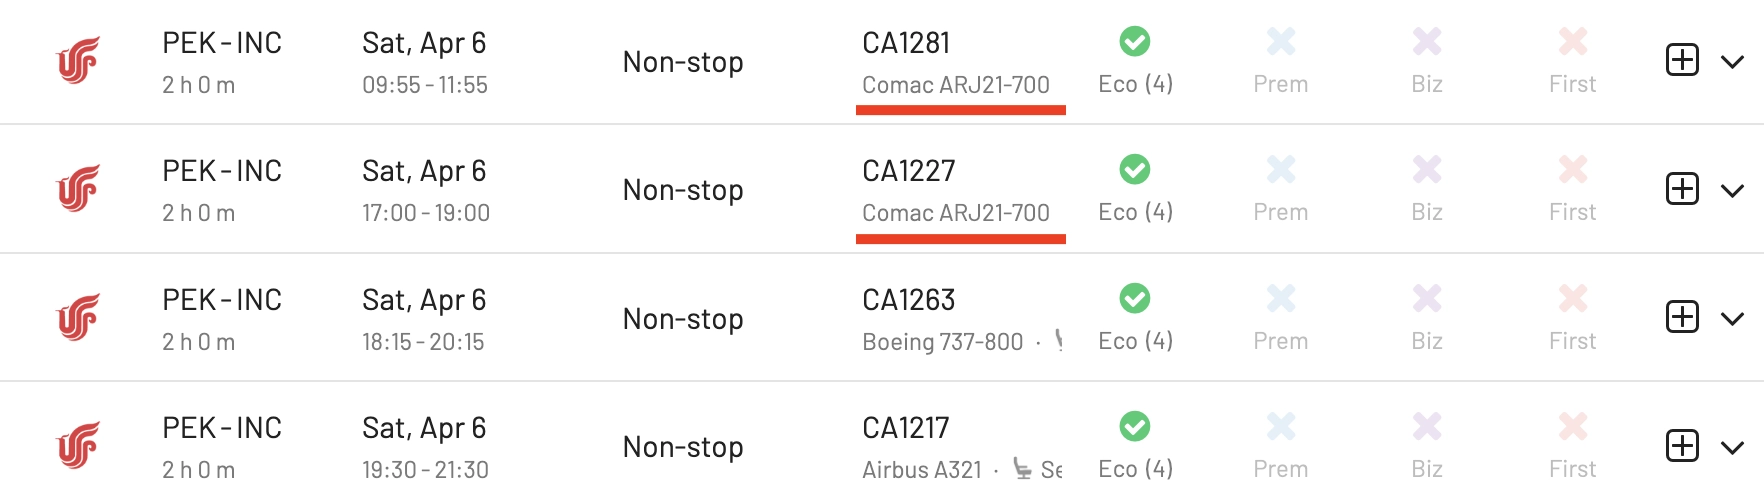 PEK-INC Sat, Apr 6 Non-stop CA1281
2 h 0 m 09:55-11:55 Comac ARJ21-700 Eco (4) Prem Biz First
PEK-INC Sat, Apr 6 Non-stop CA1227
2 h 0 m 17:00-19:00 Comac ARJ21-700 Eco (4) Prem Biz First
PEK-INC Sat, Apr 6 Non-stop CA1263
2 h 0 m 18:15-20:15 Boeing 737-800 · Eco (4) Prem Biz First
PEK-INC Sat, Apr 6 Non-stop CA1217
2 h 0 m 19:30-21:30 Airbus A321 · Eco (4) Prem Biz First